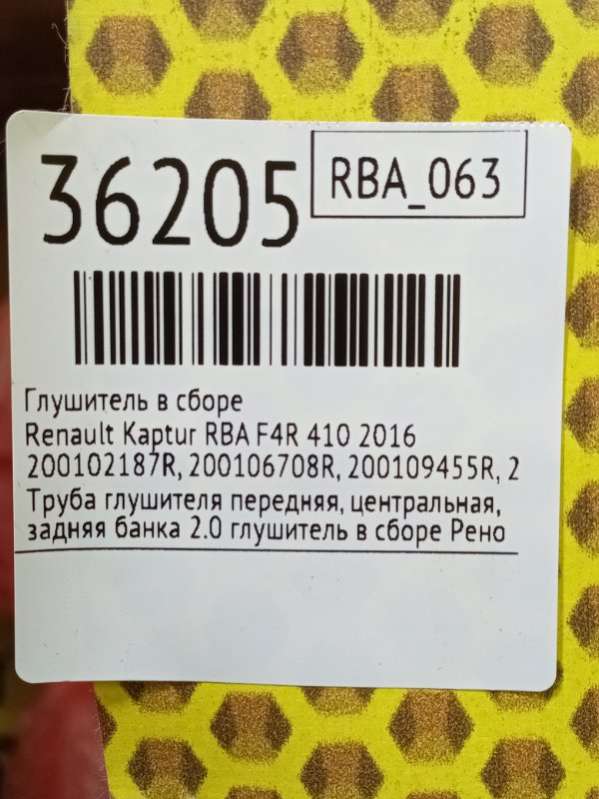 36205
RBA_063
Глушитель в сборе
Renault Kaptur RBA F4R 410 2016
200102187R, 200106708R, 200109455R, 2
Труба глушителя передняя, центральная,
задняя банка 2.0 глушитель в сборе Рено